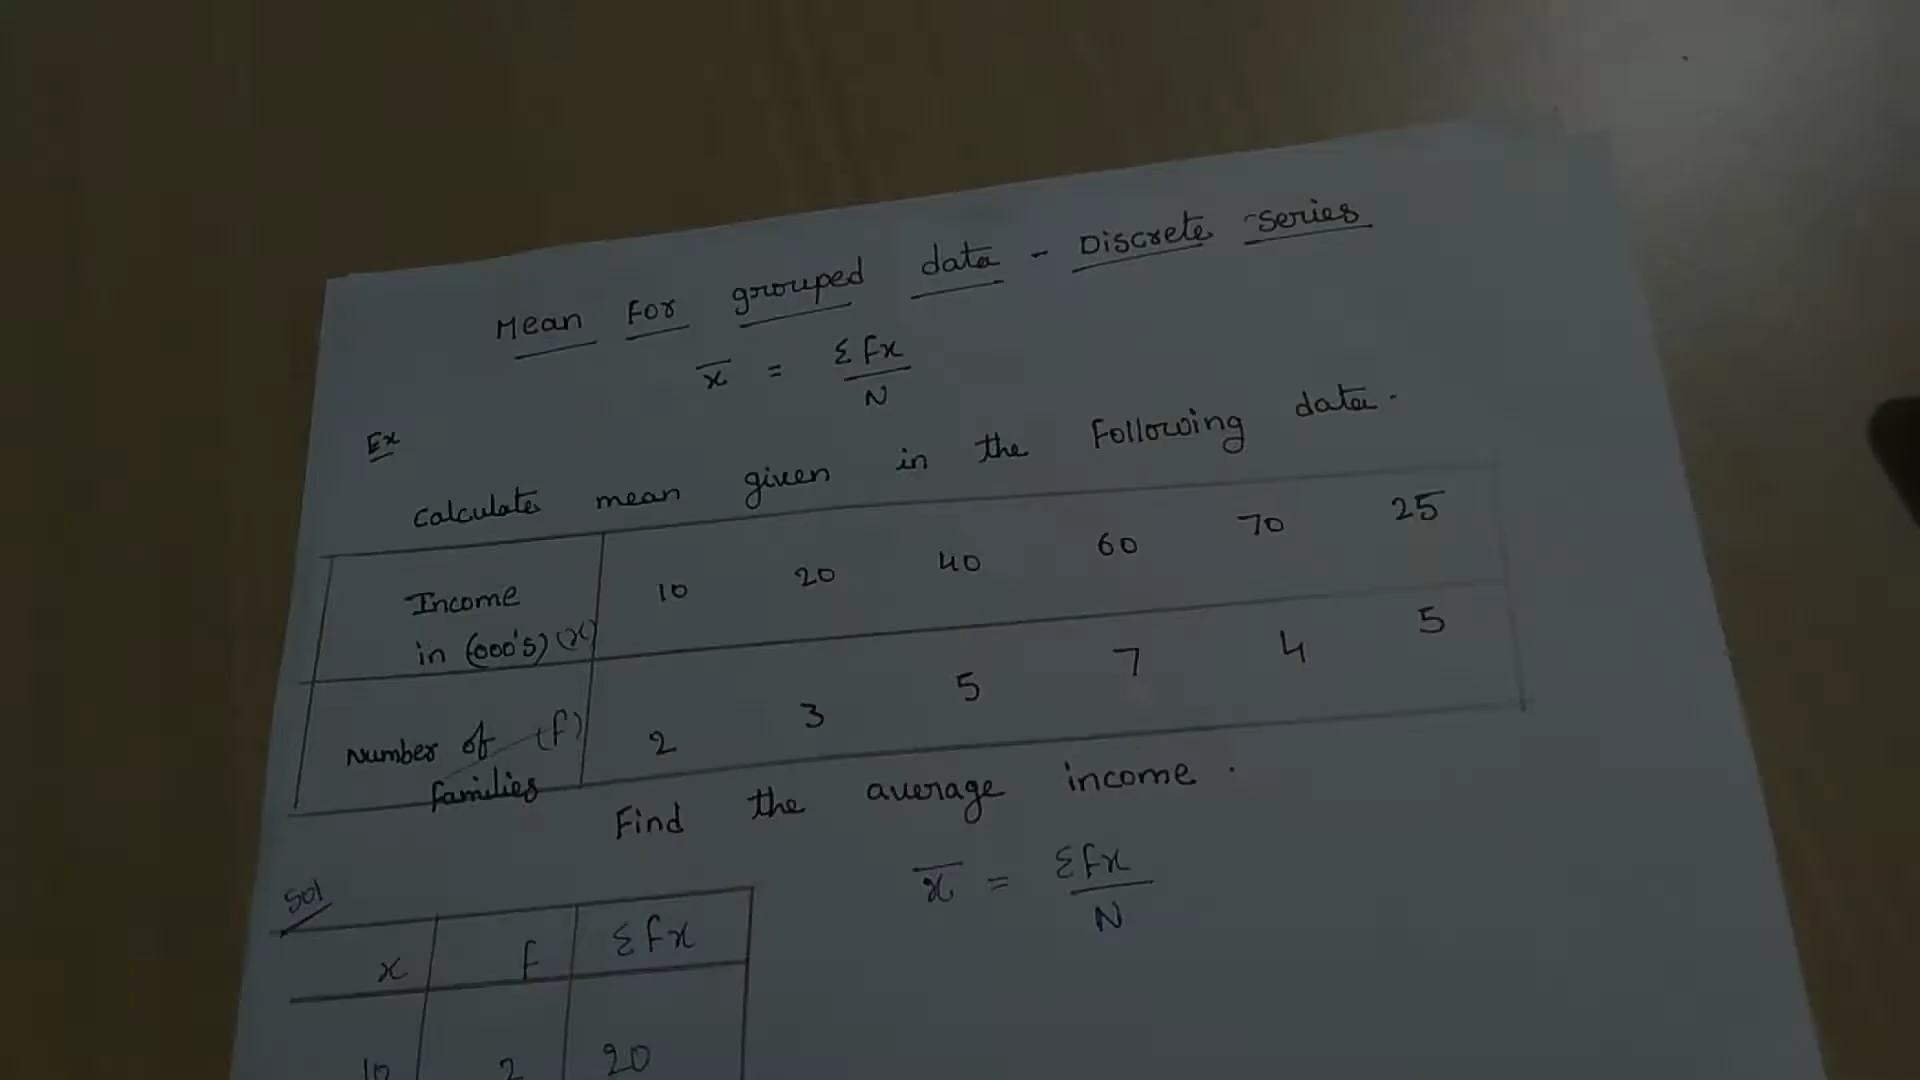 Mean For grouped data - Discrete series
x̄ = Σfx / N
Ex
Calculate mean given in the Following data.
Income in (000's) (x) 10 20 40 60 70 25
Number of families (f) 2 3 5 7 4 5
Find the average income.
x̄ = Σfx / N
Sol
x f Σfx
10 2 20